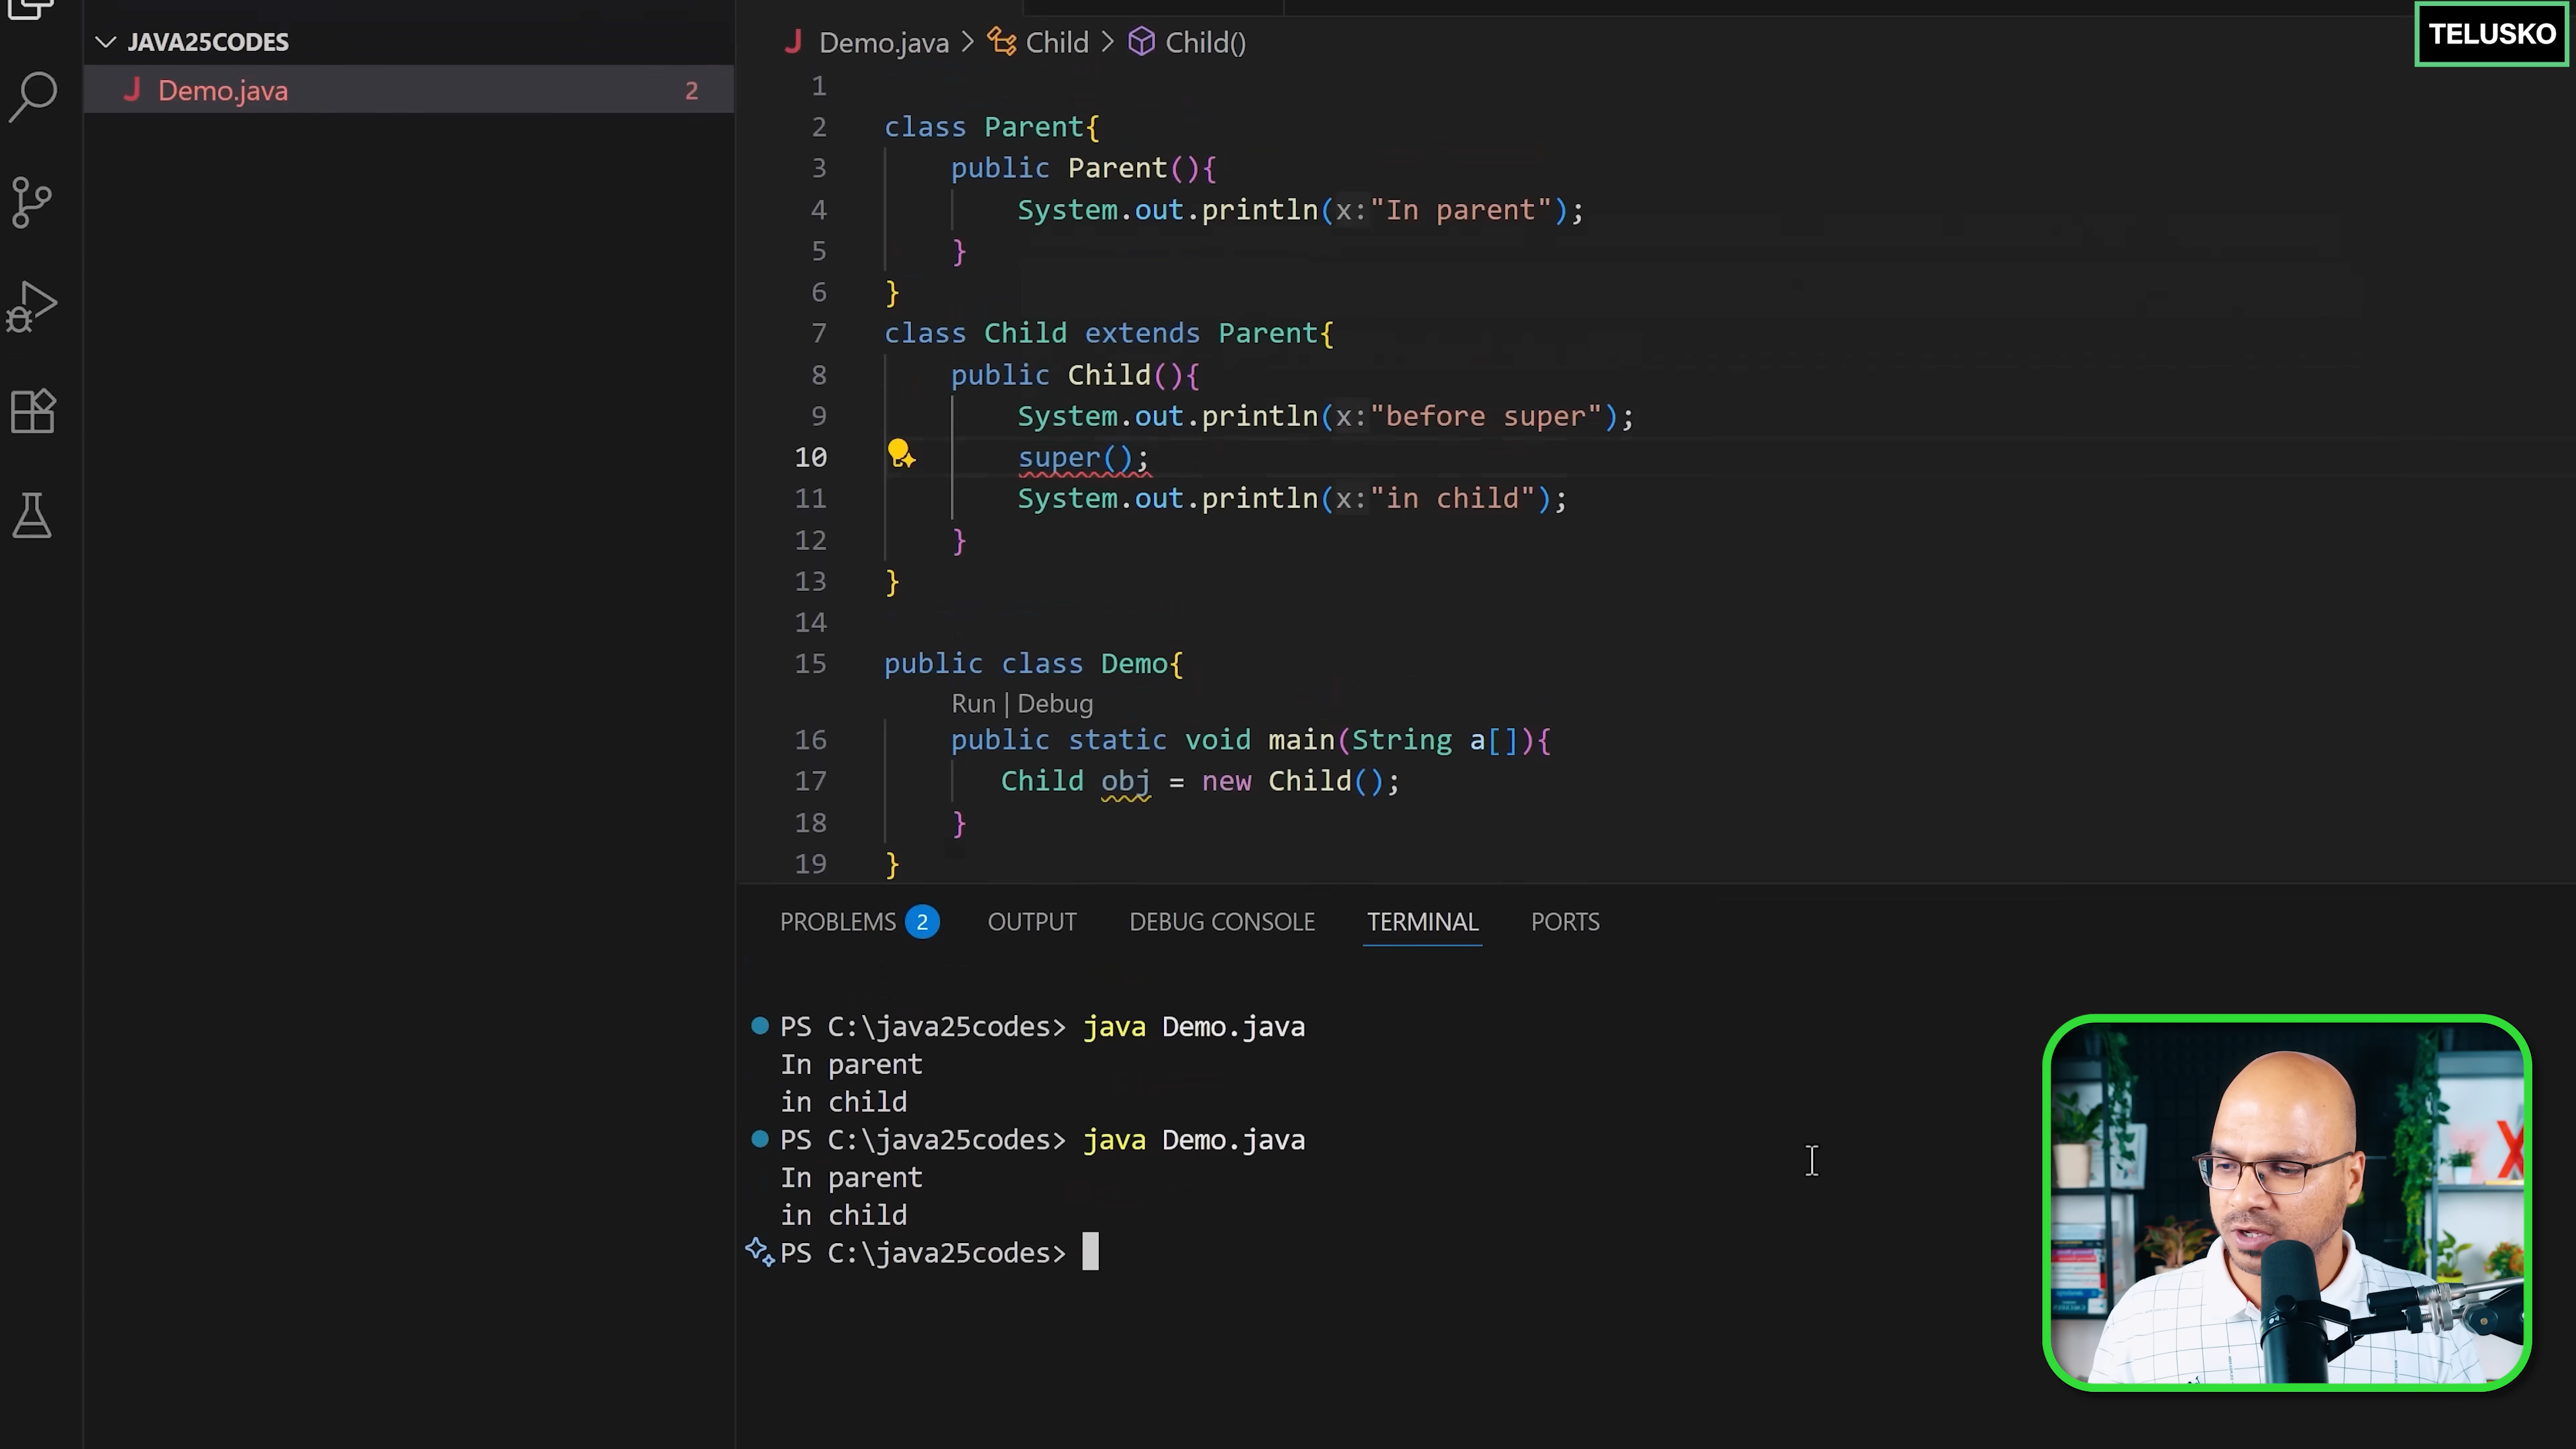 TELUSKO
JAVA25CODES
J Demo.java 2
J Demo.java > Child > Child()
1
2 class Parent{
3 public Parent(){
4 System.out.println(x:"In parent");
5 }
6 }
7 class Child extends Parent{
8 public Child(){
9 System.out.println(x:"before super");
10 super();
11 System.out.println(x:"in child");
12 }
13 }
14
15 public class Demo{
Run | Debug
16 public static void main(String a[]){
17 Child obj = new Child();
18 }
19 }
PROBLEMS 2 OUTPUT DEBUG CONSOLE TERMINAL PORTS
PS C:\java25codes> java Demo.java
In parent
in child
PS C:\java25codes> java Demo.java
In parent
in child
PS C:\java25codes>